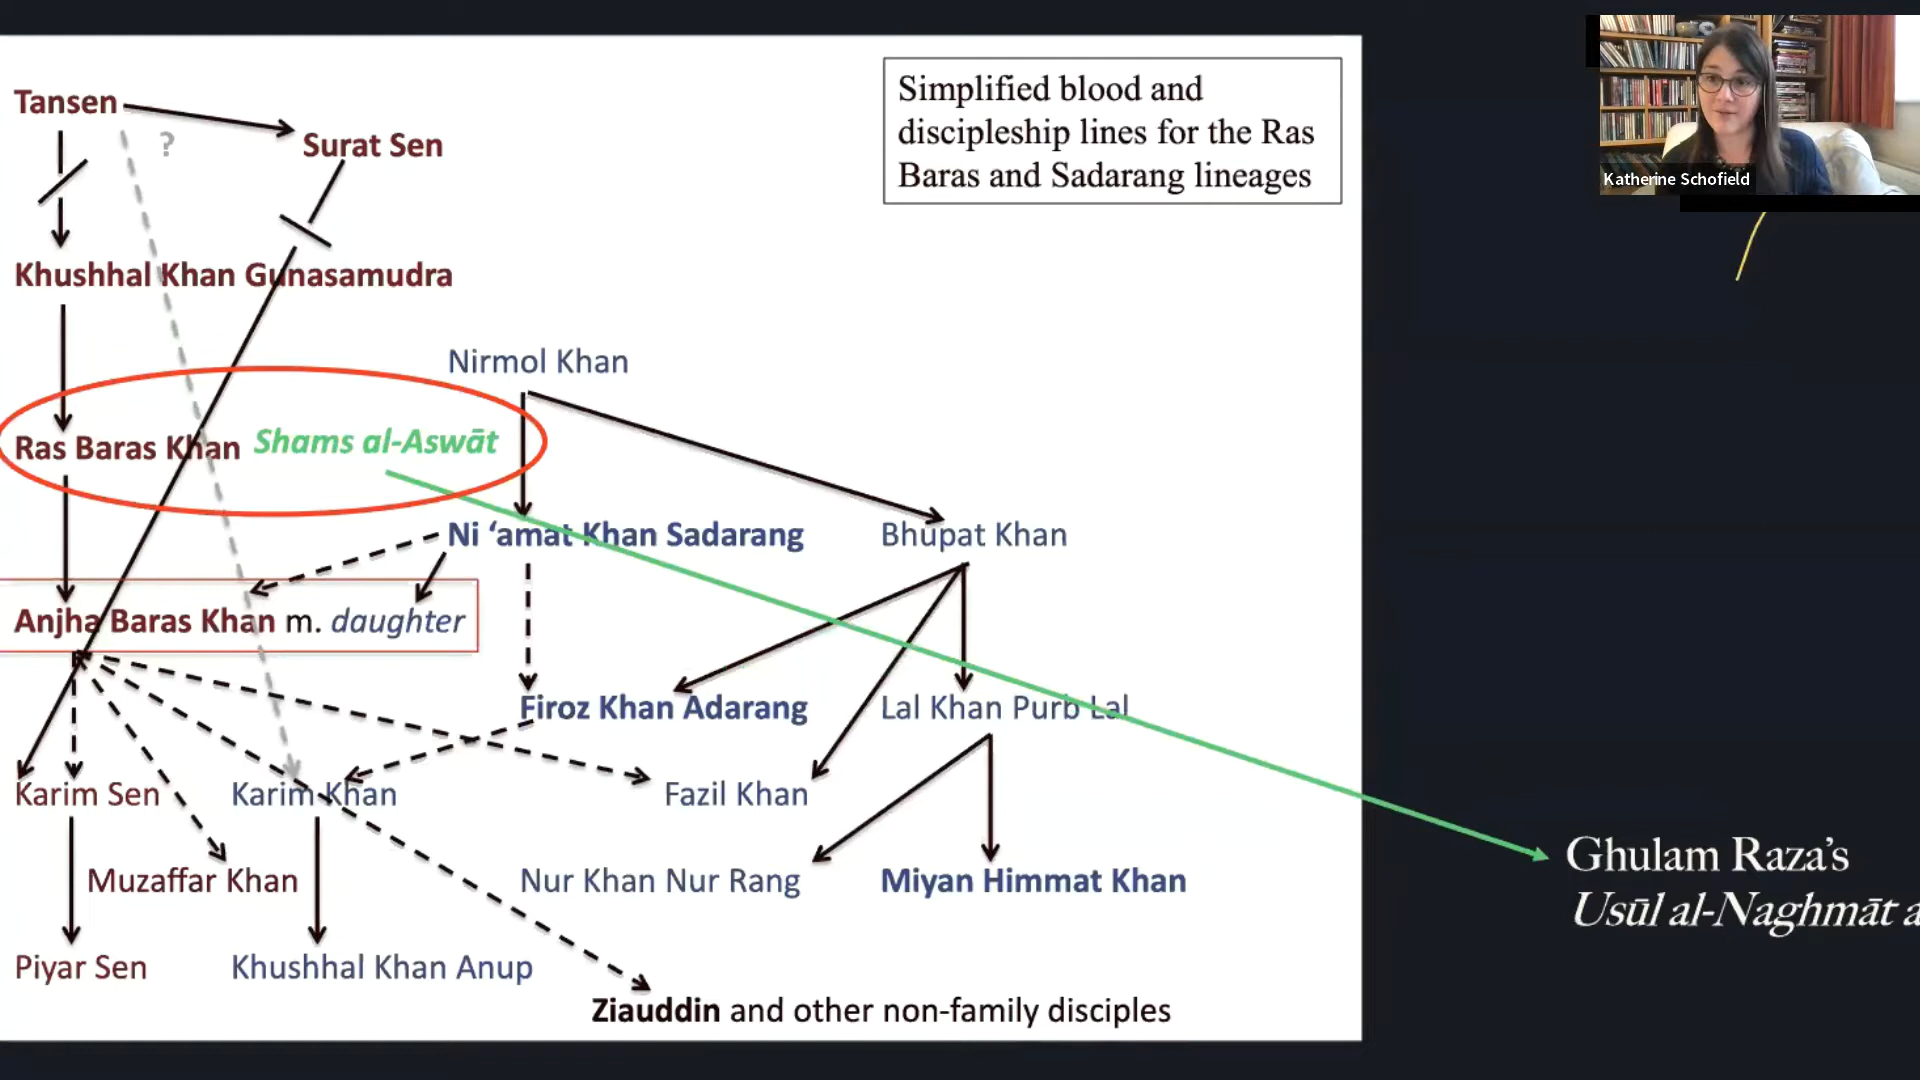 Tansen
?
Surat Sen
Simplified blood and
discipleship lines for the Ras
Baras and Sadarang lineages
Katherine Schofield
Khushhal Khan Gunasamudra
Nirmol Khan
Ras Baras Khan Shams al-Aswāt
Ni ‘amat Khan Sadarang
Bhupat Khan
Anjha Baras Khan m. daughter
Firoz Khan Adarang
Lal Khan Purb Lal
Karim Sen
Karim Khan
Fazil Khan
Muzaffar Khan
Nur Khan Nur Rang
Miyan Himmat Khan
Ghulam Raza’s
Usūl al-Naghmāt
Piyar Sen
Khushhal Khan Anup
Ziauddin and other non-family disciples